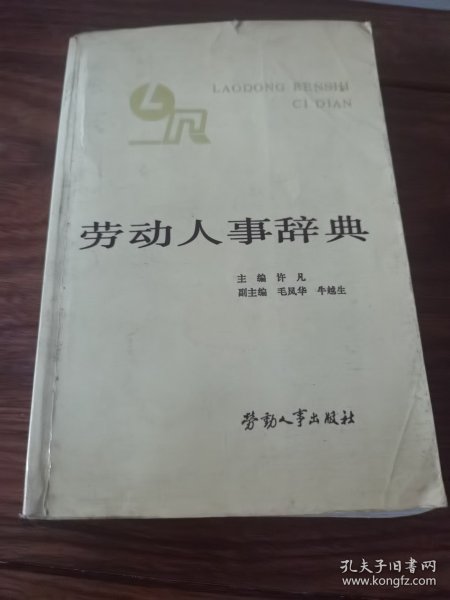 LAODONG RENSHI
CI DIAN
劳动人事辞典
主编 许凡
副主编 毛凤华 牛越生
劳動人事出版社
孔夫子旧书网
www.kongfz.com